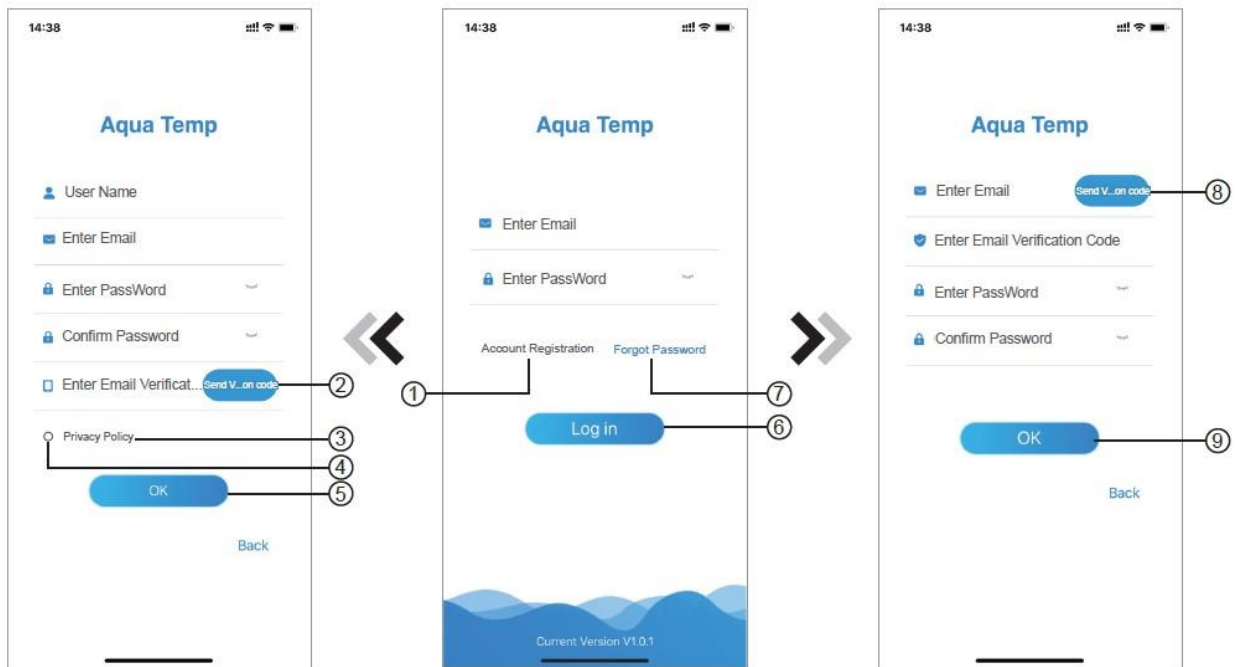 14:38
Aqua Temp
User Name
Enter Email
Enter PassWord
Confirm Password
Enter Email Verificat... Send V...on code
②
Privacy Policy
③
④
OK
⑤
Back
14:38
Aqua Temp
Enter Email
Enter PassWord
Account Registration Forgot Password
① ⑦
Log in
⑥
Current Version V1.0.1
14:38
Aqua Temp
Enter Email Send V...on code
⑧
Enter Email Verification Code
Enter PassWord
Confirm Password
OK
⑨
Back